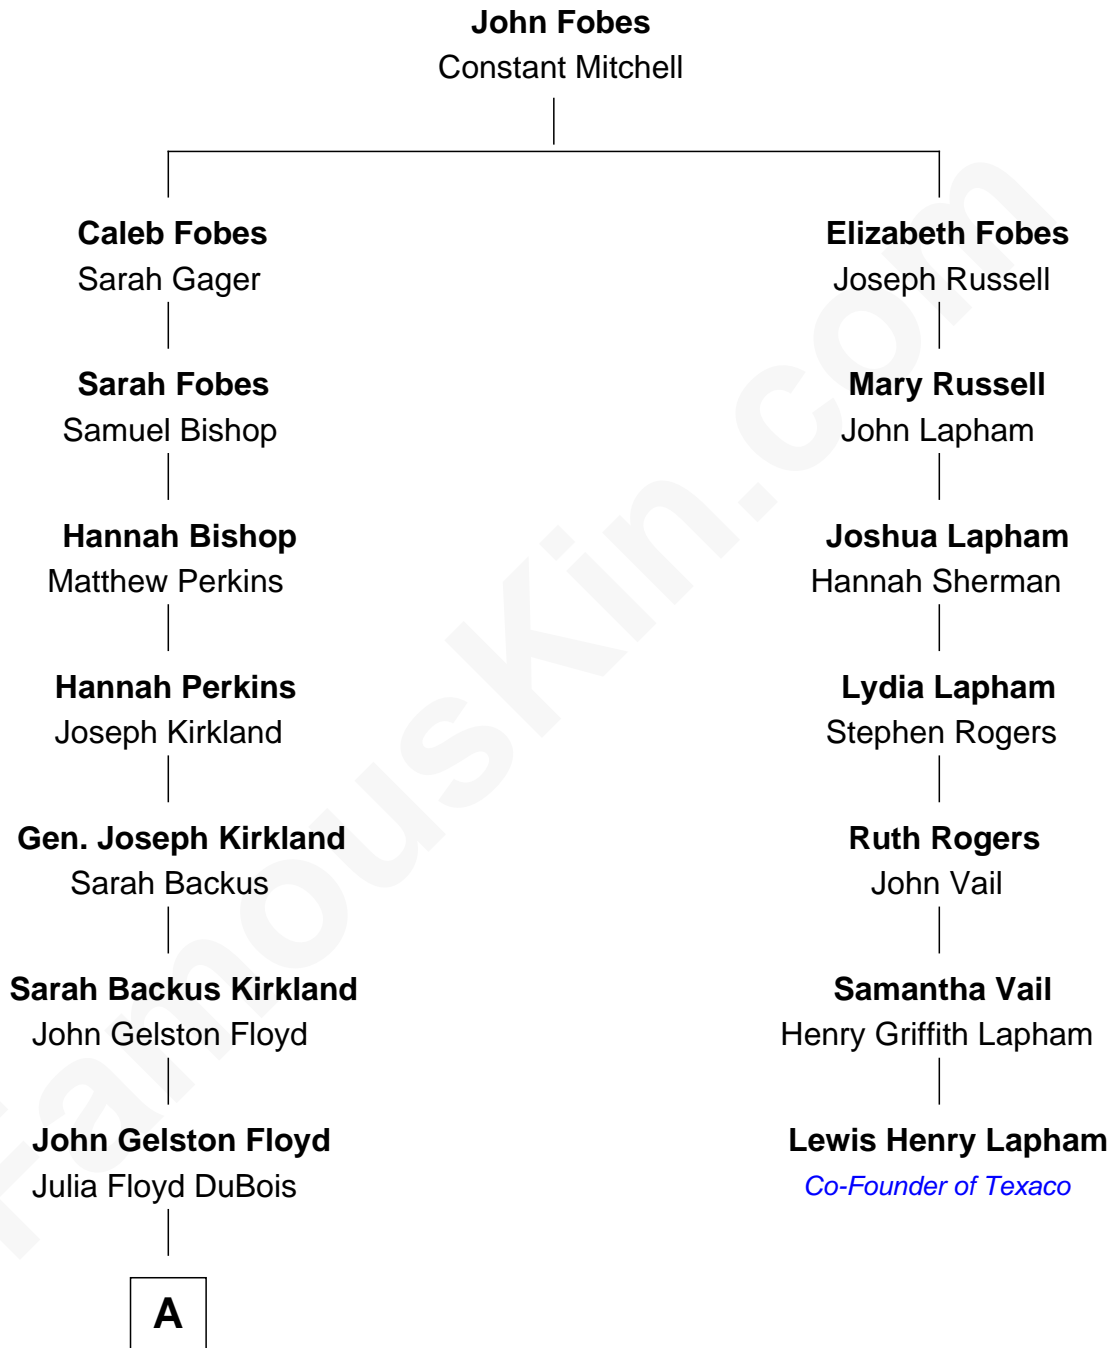 John Fobes
Constant Mitchell
Caleb Fobes
Sarah Gager
Sarah Fobes
Samuel Bishop
Hannah Bishop
Matthew Perkins
Hannah Perkins
Joseph Kirkland
Gen. Joseph Kirkland
Sarah Backus
Sarah Backus Kirkland
John Gelston Floyd
John Gelston Floyd
Julia Floyd DuBois
A
Elizabeth Fobes
Joseph Russell
Mary Russell
John Lapham
Joshua Lapham
Hannah Sherman
Lydia Lapham
Stephen Rogers
Ruth Rogers
John Vail
Samantha Vail
Henry Griffith Lapham
Lewis Henry Lapham
Co-Founder of Texaco
FamousKin.com